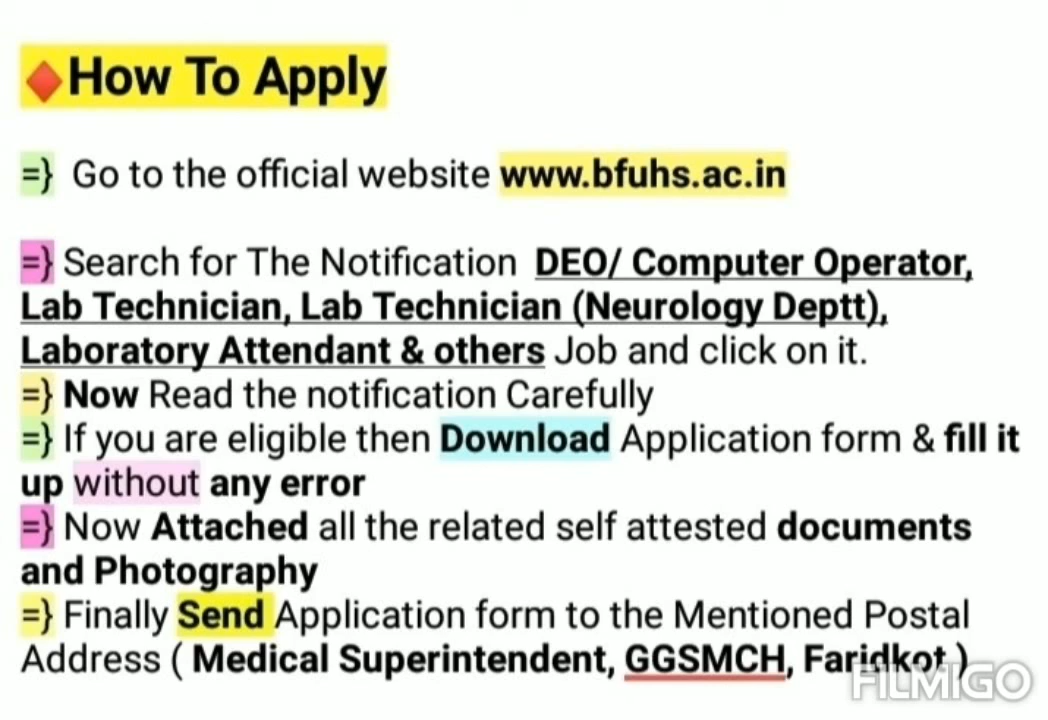 ♦How To Apply
=} Go to the official website www.bfuhs.ac.in
=} Search for The Notification DEO/ Computer Operator,
Lab Technician, Lab Technician (Neurology Deptt),
Laboratory Attendant & others Job and click on it.
=} Now Read the notification Carefully
=} If you are eligible then Download Application form & fill it
up without any error
=} Now Attached all the related self attested documents
and Photography
=} Finally Send Application form to the Mentioned Postal
Address ( Medical Superintendent, GGSMCH, Faridkot )
FILMIGO